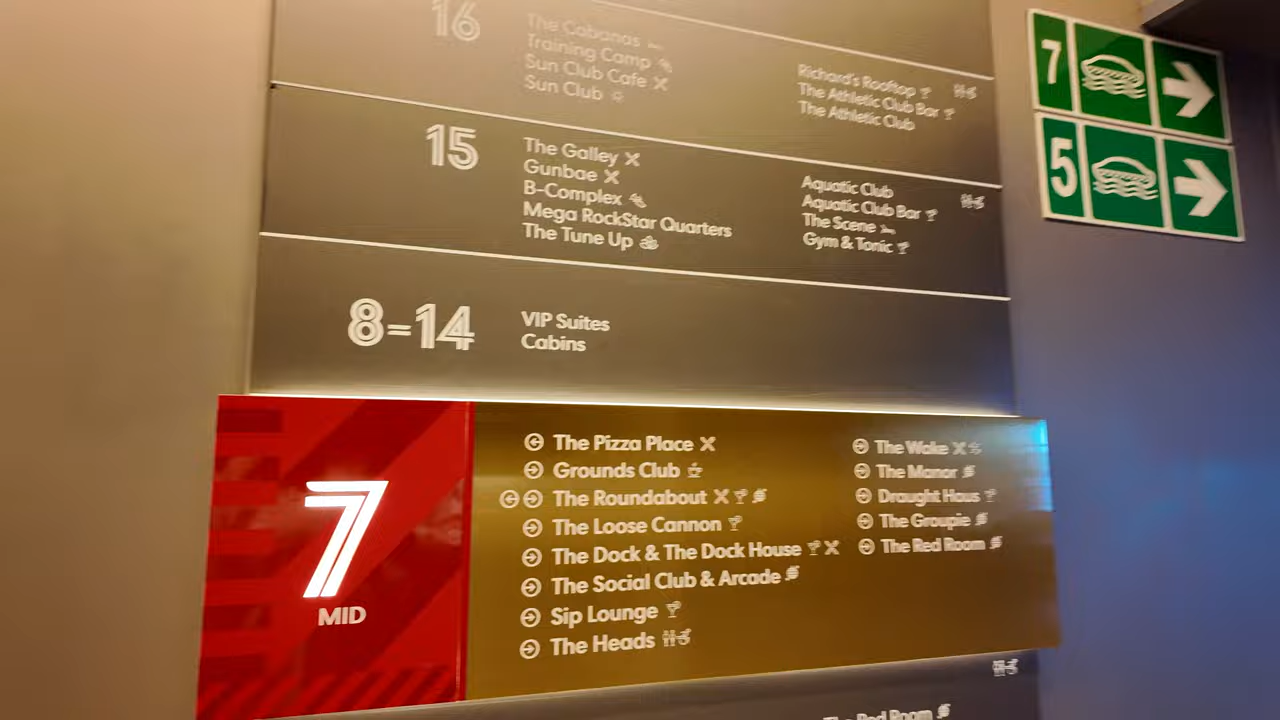 16
The Cabanas
Training Camp
Sun Club Cafe
Sun Club
Richard's Rooftop
The Athletic Club Bar
The Athletic Club
15
The Galley
Gunbae
B-Complex
Mega RockStar Quarters
The Tune Up
Aquatic Club
Aquatic Club Bar
The Scene
Gym & Tonic
8-14
VIP Suites
Cabins
7
MID
The Pizza Place
Grounds Club
The Roundabout
The Loose Cannon
The Dock & The Dock House
The Social Club & Arcade
Sip Lounge
The Heads
The Wake
The Manor
Draught Haus
The Groupie
The Red Room
The Red Room
7
5